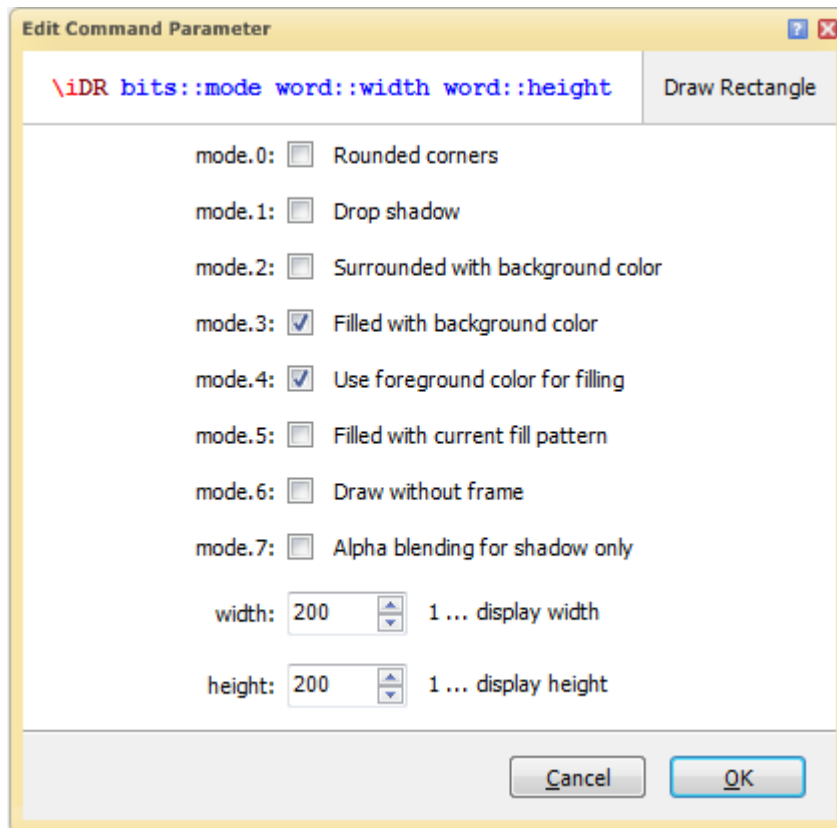 Edit Command Parameter
\iDR bits::mode word::width word::height Draw Rectangle
mode.0: Rounded corners
mode.1: Drop shadow
mode.2: Surrounded with background color
mode.3: Filled with background color
mode.4: Use foreground color for filling
mode.5: Filled with current fill pattern
mode.6: Draw without frame
mode.7: Alpha blending for shadow only
width: 200 1 ... display width
height: 200 1 ... display height
Cancel OK